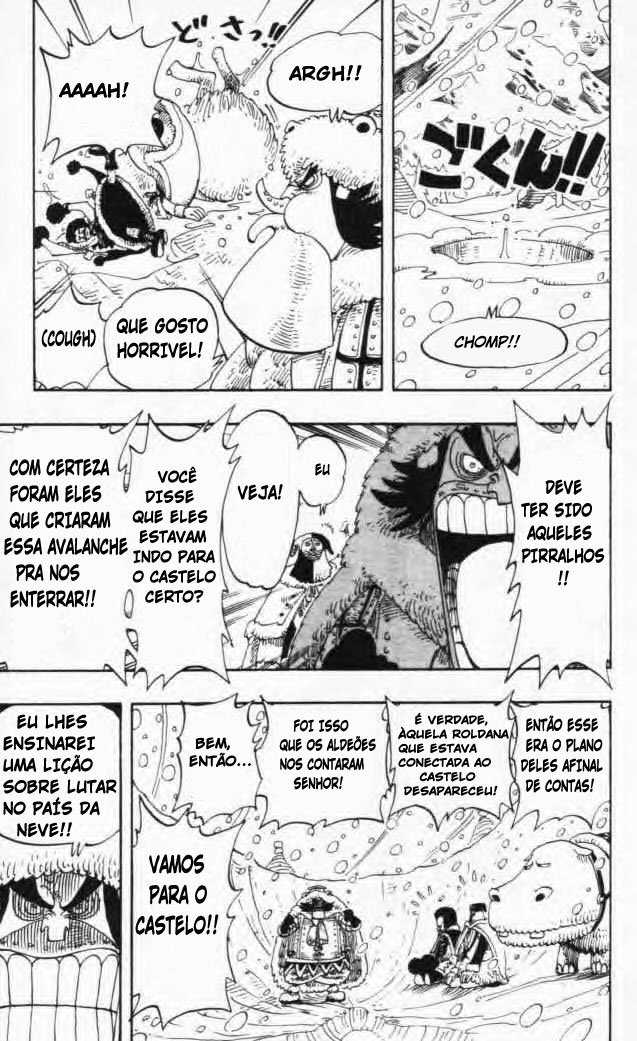 ごくん!!
CHOMP!!
どさっ!!
ARGH!!
AAAAH!
QUE GOSTO
HORRIVEL!
(COUGH)
DEVE
TER SIDO
AQUELES
PIRRALHOS
!!
EU
VEJA!
VOCÊ
DISSE
QUE ELES
ESTAVAM
INDO PARA
O CASTELO
CERTO?
COM CERTEZA
FORAM ELES
QUE CRIARAM
ESSA AVALANCHE
PRA NOS
ENTERRAR!!
ENTÃO ESSE
ERA O PLANO
DELES AFINAL
DE CONTAS!
É VERDADE,
ÀQUELA ROLDANA
QUE ESTAVA
CONECTADA AO
CASTELO
DESAPARECEU!
FOI ISSO
QUE OS ALDEÕES
NOS CONTARAM
SENHOR!
BEM,
ENTÃO...
VAMOS
PARA O
CASTELO!!
EU LHES
ENSINAREI
UMA LIÇÃO
SOBRE LUTAR
NO PAÍS DA
NEVE!!